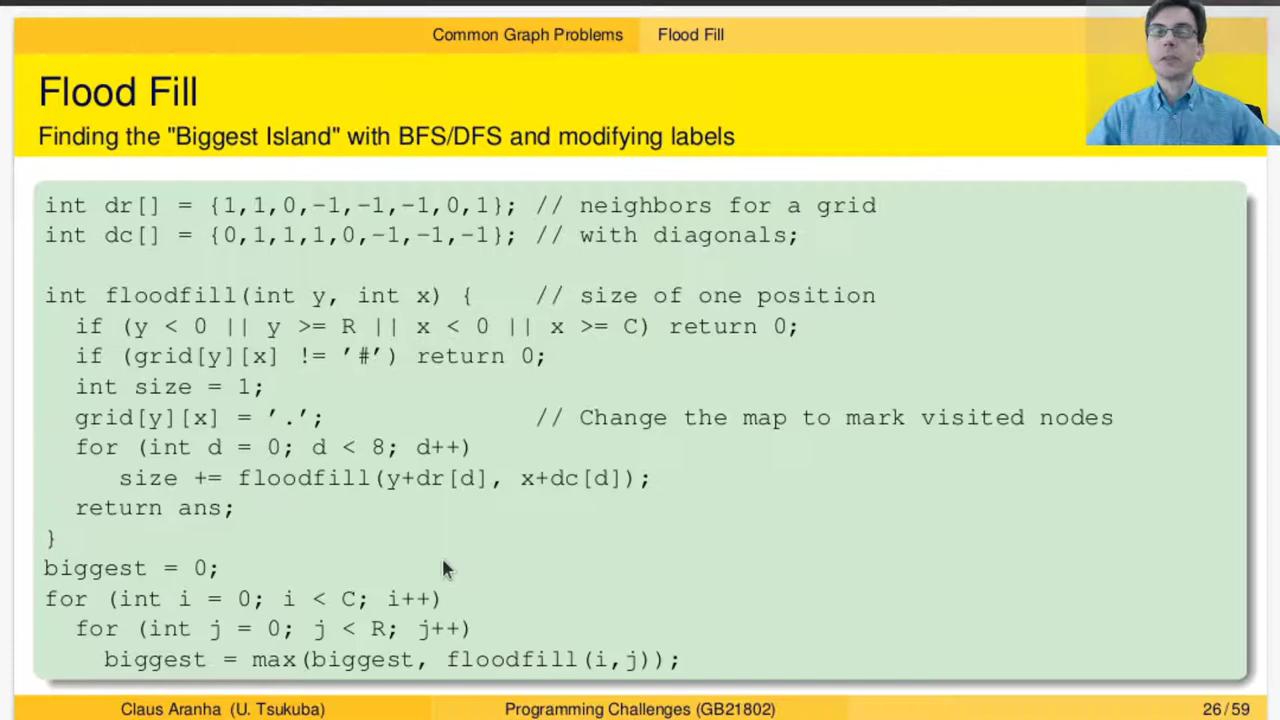 Common Graph Problems Flood Fill
Flood Fill
Finding the "Biggest Island" with BFS/DFS and modifying labels
int dr[] = {1,1,0,-1,-1,-1,0,1}; // neighbors for a grid
int dc[] = {0,1,1,1,0,-1,-1,-1}; // with diagonals;
int floodfill(int y, int x) { // size of one position
if (y < 0 || y >= R || x < 0 || x >= C) return 0;
if (grid[y][x] != '#') return 0;
int size = 1;
grid[y][x] = '.'; // Change the map to mark visited nodes
for (int d = 0; d < 8; d++)
size += floodfill(y+dr[d], x+dc[d]);
return ans;
}
biggest = 0;
for (int i = 0; i < C; i++)
for (int j = 0; j < R; j++)
biggest = max(biggest, floodfill(i,j));
Claus Aranha (U. Tsukuba) Programming Challenges (GB21802) 26/59